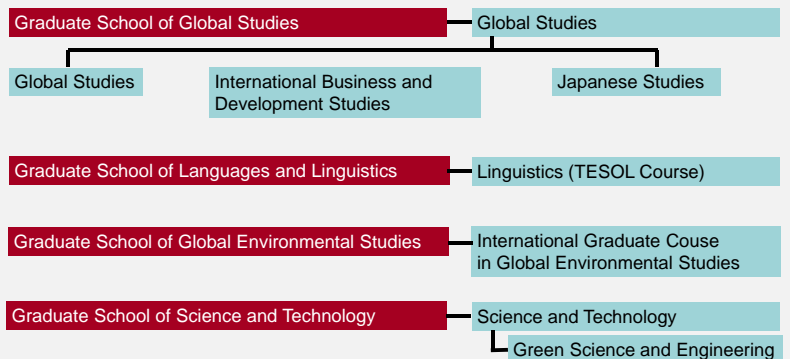 Graduate School of Global Studies
Global Studies
Global Studies
International Business and
Development Studies
Japanese Studies
Graduate School of Languages and Linguistics
Linguistics (TESOL Course)
Graduate School of Global Environmental Studies
International Graduate Couse
in Global Environmental Studies
Graduate School of Science and Technology
Science and Technology
Green Science and Engineering